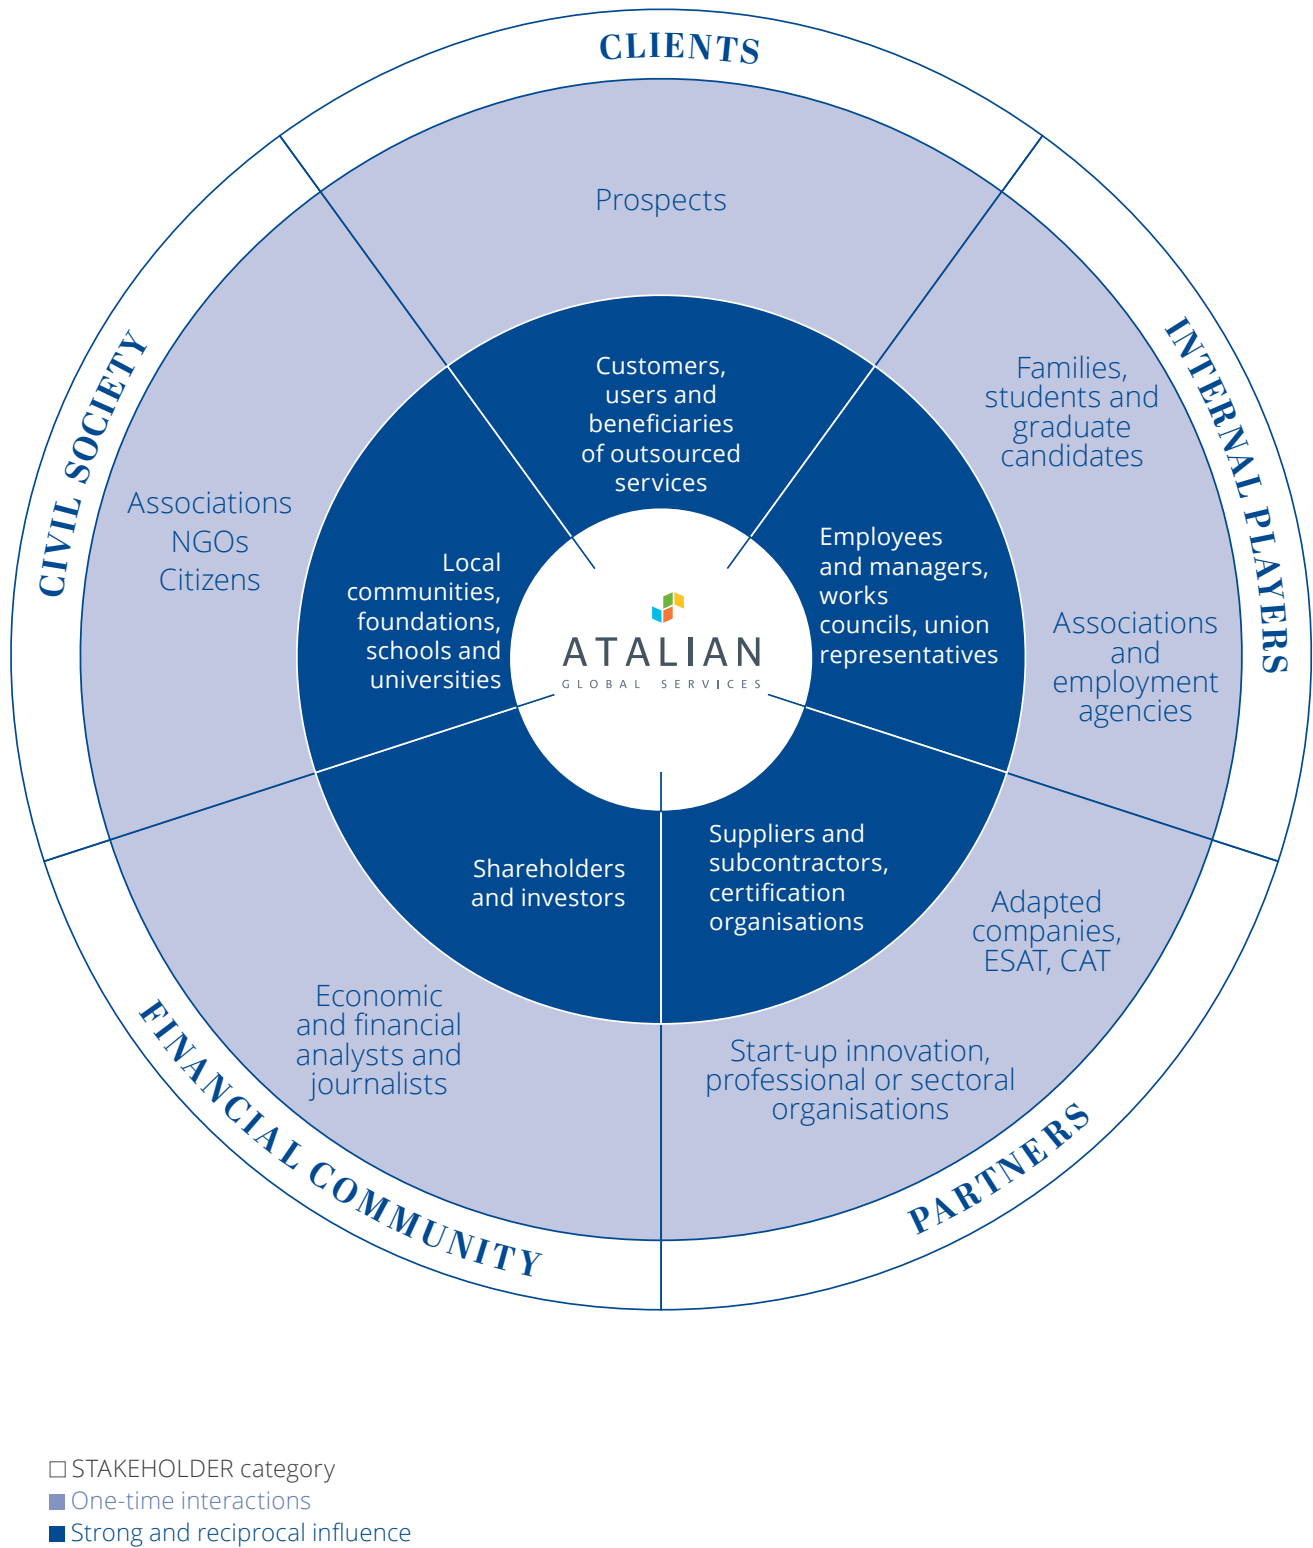 CLIENTS
Prospects
Customers,
users and
beneficiaries
of outsourced
services
INTERNAL PLAYERS
Families,
students and
graduate
candidates
Associations
and
employment
agencies
Employees
and managers,
works
councils, union
representatives
CIVIL SOCIETY
Associations
NGOs
Citizens
Local
communities,
foundations,
schools and
universities
ATALIAN
GLOBAL SERVICES
Shareholders
and investors
Economic
and financial
analysts and
journalists
FINANCIAL COMMUNITY
Suppliers and
subcontractors,
certification
organisations
Adapted
companies,
ESAT, CAT
Start-up innovation,
professional or sectoral
organisations
PARTNERS
STAKEHOLDER category
One-time interactions
Strong and reciprocal influence